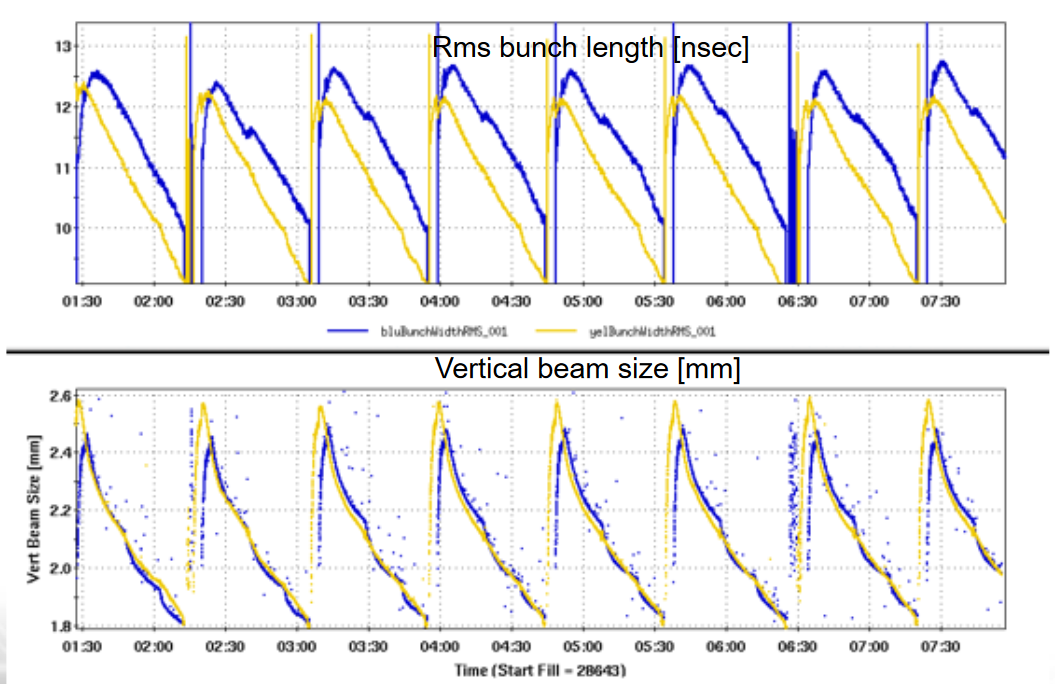 Rms bunch length [nsec]
13
12
11
10
01:30 02:00 02:30 03:00 03:30 04:00 04:30 05:00 05:30 06:00 06:30 07:00 07:30
bluBunchWidthRMS_001 yelBunchWidthRMS_001
Vertical beam size [mm]
Vert Beam Size [mm]
2.6
2.4
2.2
2.0
1.8
01:30 02:00 02:30 03:00 03:30 04:00 04:30 05:00 05:30 06:00 06:30 07:00 07:30
Time (Start Fill = 28643)